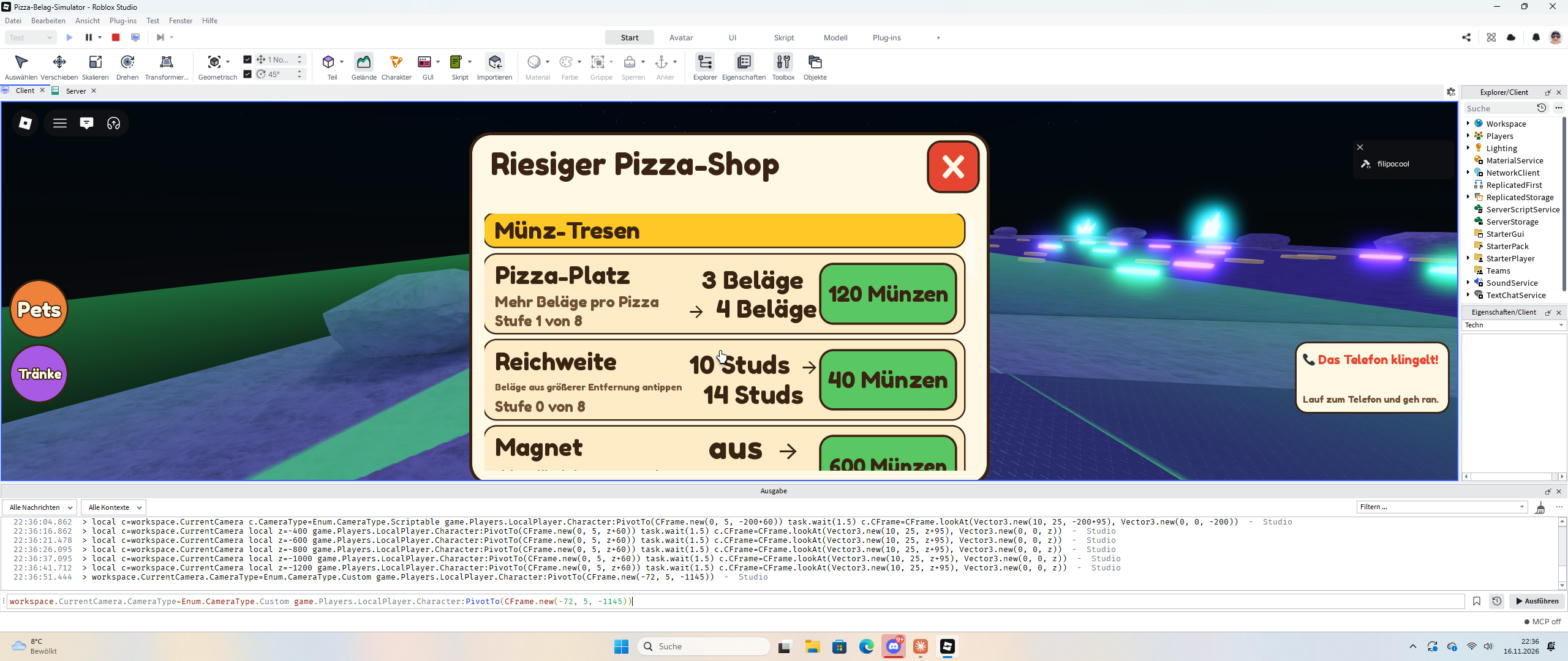 Pizza-Belag-Simulator - Roblox Studio
Datei Bearbeiten Ansicht Plug-ins Test Fenster Hilfe
Test Start Avatar UI Skript Modell Plug-ins +
1 No...
45°
Auswählen Verschieben Skalieren Drehen Transformier... Geometrisch Teil Gelände Charakter GUI Skript Importieren Material Farbe Gruppe Sperren Anker Explorer Eigenschaften Toolbox Objekte
Client Server
Explorer/Client
Suche
Workspace
Players
Lighting
MaterialService
NetworkClient
ReplicatedFirst
ReplicatedStorage
ServerScriptService
ServerStorage
StarterGui
StarterPack
StarterPlayer
Teams
SoundService
TextChatService
Eigenschaften/Client
Techn
filipocool
Riesiger Pizza-Shop
Münz-Tresen
Pizza-Platz
Mehr Beläge pro Pizza
Stufe 1 von 8
3 Beläge
→ 4 Beläge
120 Münzen
Reichweite
Beläge aus größerer Entfernung antippen
Stufe 0 von 8
10 Studs →
14 Studs
40 Münzen
Magnet
aus →
600 Münzen
Pets
Tränke
Das Telefon klingelt!
Lauf zum Telefon und geh ran.
Ausgabe
Alle Nachrichten Alle Kontexte Filtern ...
22:36:04.862 > local c=workspace.CurrentCamera c.CameraType=Enum.CameraType.Scriptable game.Players.LocalPlayer.Character:PivotTo(CFrame.new(0, 5, -200+60)) task.wait(1.5) c.CFrame=CFrame.lookAt(Vector3.new(10, 25, -200+95), Vector3.new(0, 0, -200)) - Studio
22:36:16.862 > local c=workspace.CurrentCamera local z=-400 game.Players.LocalPlayer.Character:PivotTo(CFrame.new(0, 5, z+60)) task.wait(1.5) c.CFrame=CFrame.lookAt(Vector3.new(10, 25, z+95), Vector3.new(0, 0, z)) - Studio
22:36:21.478 > local c=workspace.CurrentCamera local z=-600 game.Players.LocalPlayer.Character:PivotTo(CFrame.new(0, 5, z+60)) task.wait(1.5) c.CFrame=CFrame.lookAt(Vector3.new(10, 25, z+95), Vector3.new(0, 0, z)) - Studio
22:36:26.095 > local c=workspace.CurrentCamera local z=-800 game.Players.LocalPlayer.Character:PivotTo(CFrame.new(0, 5, z+60)) task.wait(1.5) c.CFrame=CFrame.lookAt(Vector3.new(10, 25, z+95), Vector3.new(0, 0, z)) - Studio
22:36:37.095 > local c=workspace.CurrentCamera local z=-1000 game.Players.LocalPlayer.Character:PivotTo(CFrame.new(0, 5, z+60)) task.wait(1.5) c.CFrame=CFrame.lookAt(Vector3.new(10, 25, z+95), Vector3.new(0, 0, z)) - Studio
22:36:41.712 > local c=workspace.CurrentCamera local z=-1200 game.Players.LocalPlayer.Character:PivotTo(CFrame.new(0, 5, z+60)) task.wait(1.5) c.CFrame=CFrame.lookAt(Vector3.new(10, 25, z+95), Vector3.new(0, 0, z)) - Studio
22:36:51.444 > workspace.CurrentCamera.CameraType=Enum.CameraType.Custom game.Players.LocalPlayer.Character:PivotTo(CFrame.new(-72, 5, -1145)) - Studio
workspace.CurrentCamera.CameraType=Enum.CameraType.Custom game.Players.LocalPlayer.Character:PivotTo(CFrame.new(-72, 5, -1145))
Ausführen
MCP off
8°C
Bewölkt
Suche
9+
22:36
16.11.2026